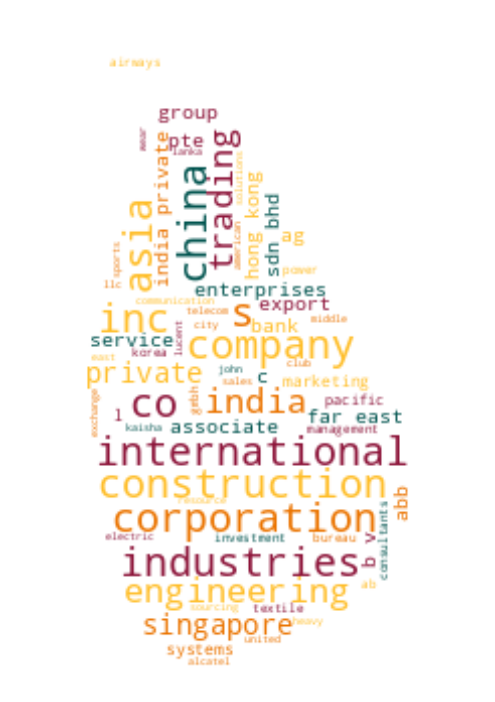 airways
group
wear
pte
lanka
india private
trading
china
solutions
asia
hong kong
sdn bhd
american
ag
sports
power
llc
enterprises
communication
export
inc
telecom
s
middle
city
bank
service
lucent
company
korea
east
club
private
john
c
sales
marketing
exchange
gmbh
l
co
india
pacific
far east
kaisha
associate
management
international
construction
resource
abb
corporation
electric
investment
bureau
b v
consultants
industries
engineering
ab
sourcing
textile
singapore
heavy
united
systems
alcatel